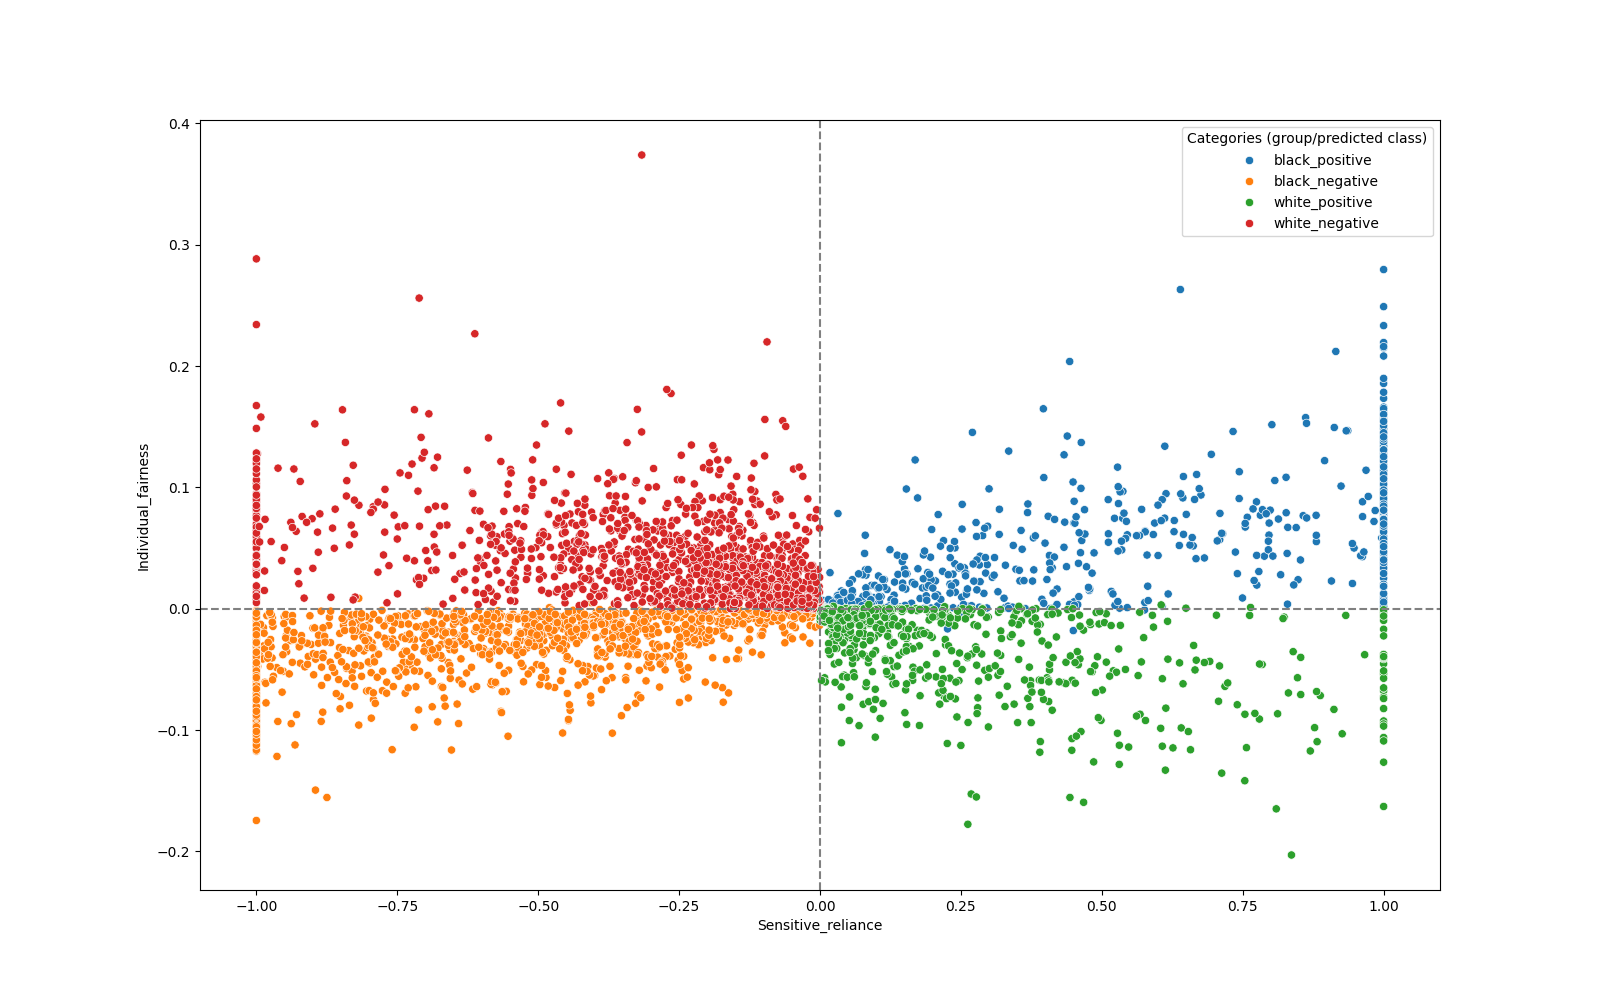 Categories (group/predicted class)
black_positive
black_negative
white_positive
white_negative
0.4
0.3
0.2
0.1
0.0
−0.1
−0.2
Individual_fairness
−1.00
−0.75
−0.50
−0.25
0.00
0.25
0.50
0.75
1.00
Sensitive_reliance